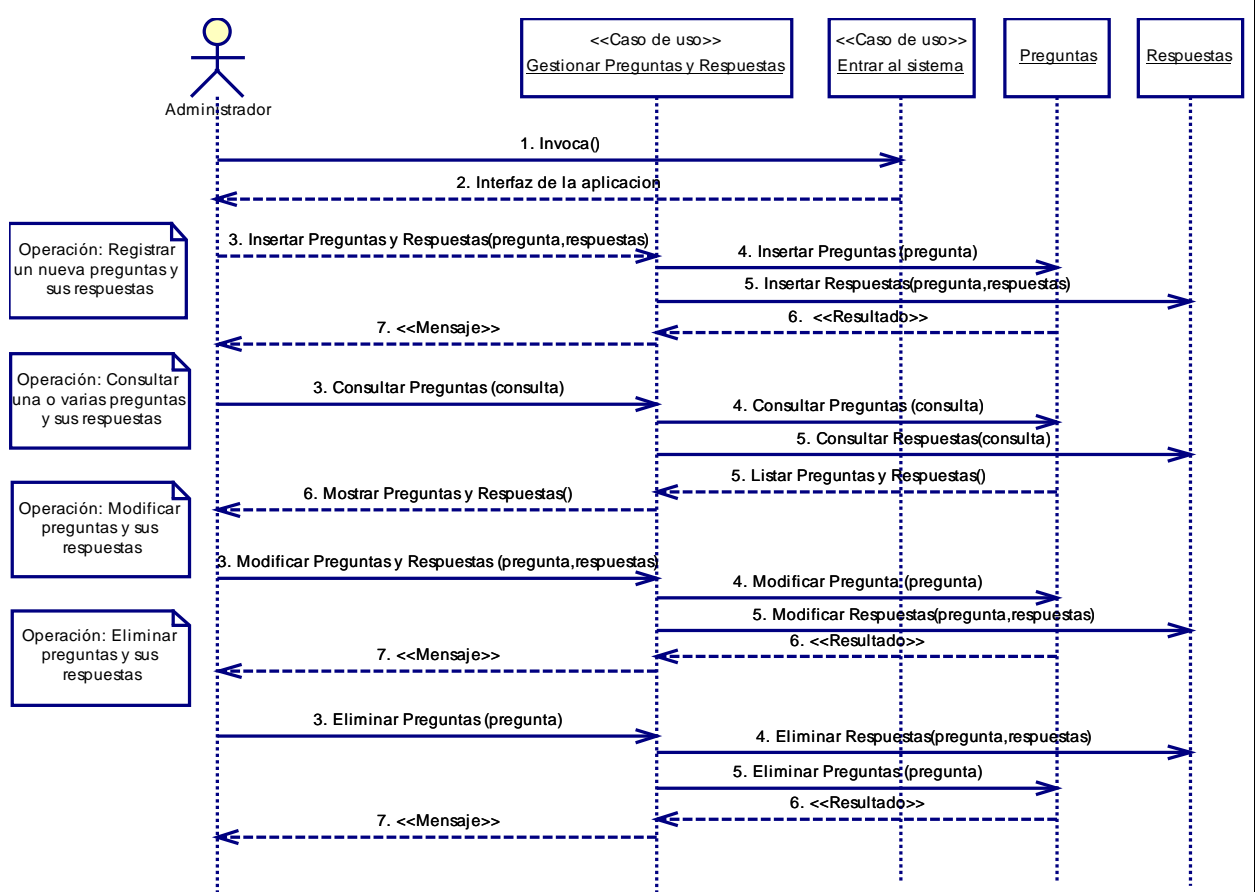 <<Caso de uso>>
Gestionar Preguntas y Respuestas
<<Caso de uso>>
Entrar al sistema
Preguntas
Respuestas
Administrador
1. Invoca()
2. Interfaz de la aplicacion
Operación: Registrar
un nueva preguntas y
sus respuestas
3. Insertar Preguntas y Respuestas(pregunta,respuestas)
4. Insertar Preguntas (pregunta)
5. Insertar Respuestas(pregunta,respuestas)
6. <<Resultado>>
7. <<Mensaje>>
Operación: Consultar
una o varias preguntas
y sus respuestas
3. Consultar Preguntas (consulta)
4. Consultar Preguntas (consulta)
5. Consultar Respuestas(consulta)
5. Listar Preguntas y Respuestas()
6. Mostrar Preguntas y Respuestas()
Operación: Modificar
preguntas y sus
respuestas
3. Modificar Preguntas y Respuestas (pregunta,respuestas)
4. Modificar Pregunta (pregunta)
5. Modificar Respuestas(pregunta,respuestas)
6. <<Resultado>>
7. <<Mensaje>>
Operación: Eliminar
preguntas y sus
respuestas
3. Eliminar Preguntas (pregunta)
4. Eliminar Respuestas(pregunta,respuestas)
5. Eliminar Preguntas (pregunta)
6. <<Resultado>>
7. <<Mensaje>>